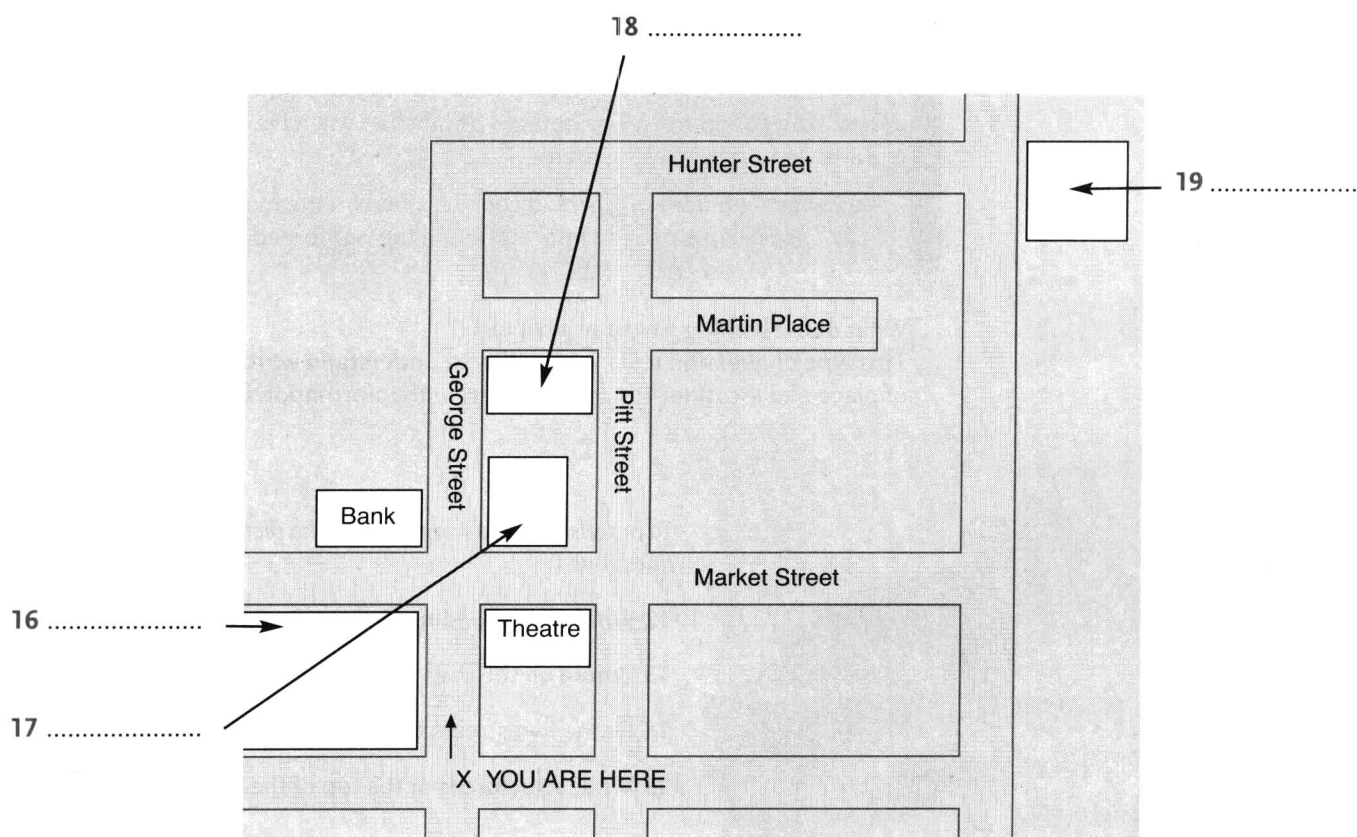 18 .....................
Hunter Street
19 ....................
Martin Place
George Street
Pitt Street
Bank
Market Street
16 .....................
Theatre
17 .....................
X YOU ARE HERE